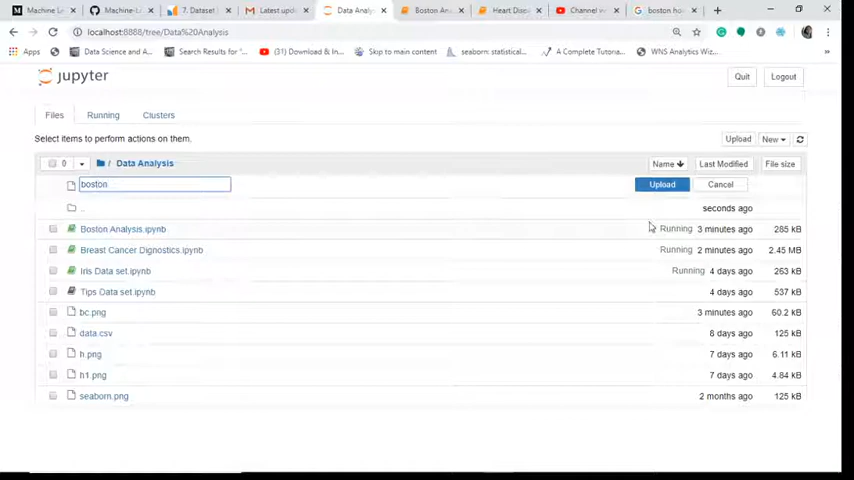 Machine L
Machine-L
7. Dataset
Latest upd
Data Analys
Boston An
Heart Dise
Channel v
boston ho
localhost:8888/tree/Data%20Analysis
Apps
Data Science and A...
Search Results for "...
(31) Download & In...
Skip to main content
seaborn: statistical...
A Complete Tutoria...
WNS Analytics Wiz...
jupyter
Quit
Logout
Files
Running
Clusters
Select items to perform actions on them.
Upload
New
0
/ Data Analysis
Name
Last Modified
File size
boston
Upload
Cancel
..
seconds ago
Boston Analysis.ipynb
Running 3 minutes ago
285 kB
Breast Cancer Dignostics.ipynb
Running 2 minutes ago
2.45 MB
Iris Data set.ipynb
Running 4 days ago
263 kB
Tips Data set.ipynb
4 days ago
537 kB
bc.png
3 minutes ago
60.2 kB
data.csv
8 days ago
125 kB
h.png
7 days ago
6.11 kB
h1.png
7 days ago
4.84 kB
seaborn.png
2 months ago
125 kB